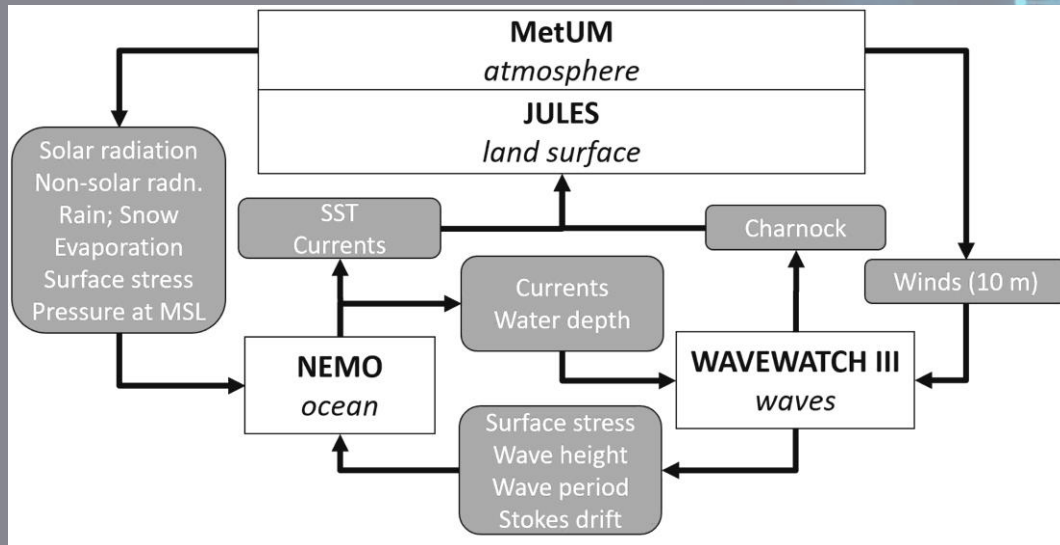 MetUM
atmosphere
JULES
land surface
Solar radiation
Non-solar radn.
Rain; Snow
Evaporation
Surface stress
Pressure at MSL
SST
Currents
Charnock
Currents
Water depth
Winds (10 m)
NEMO
ocean
WAVEWATCH III
waves
Surface stress
Wave height
Wave period
Stokes drift